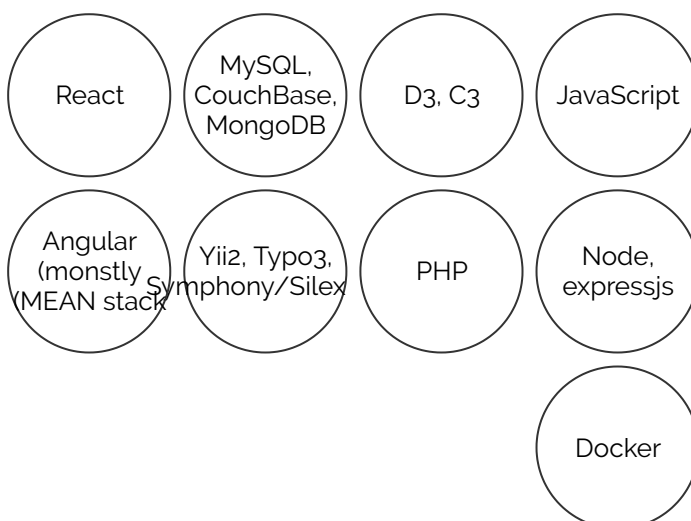 React
MySQL,
CouchBase,
MongoDB
D3, C3
JavaScript
Angular
(monstly
(MEAN stack
Yii2, Typo3,
Symphony/Silex
PHP
Node,
expressjs
Docker